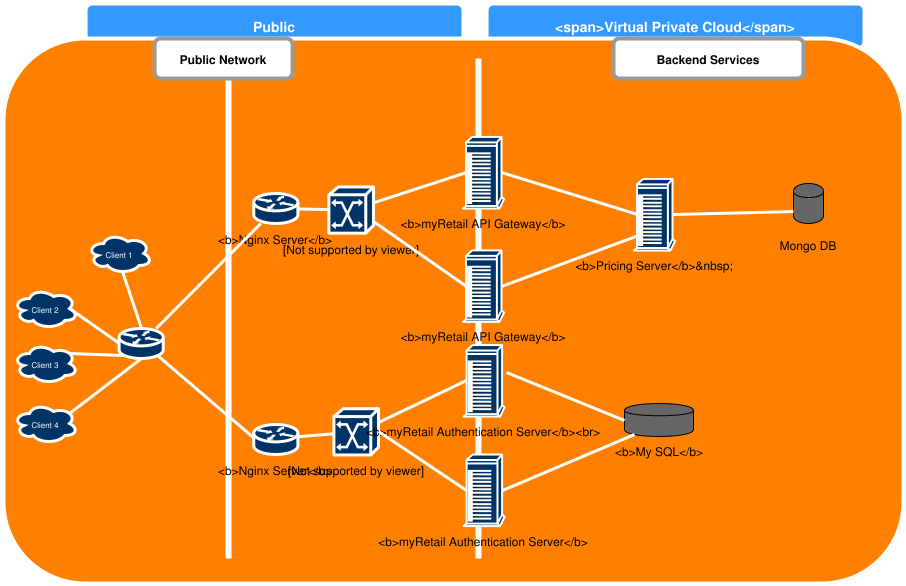 Public
<span>Virtual Private Cloud</span>
Public Network
Backend Services
<b>myRetail API Gateway</b>
<b>Nginx Server</b>
[Not supported by viewer]
Mongo DB
Client 1
<b>Pricing Server</b>&nbsp;
Client 2
<b>myRetail API Gateway</b>
Client 3
Client 4
<b>myRetail Authentication Server</b><br>
<b>My SQL</b>
<b>Nginx Server</b>
[Not supported by viewer]
<b>myRetail Authentication Server</b>